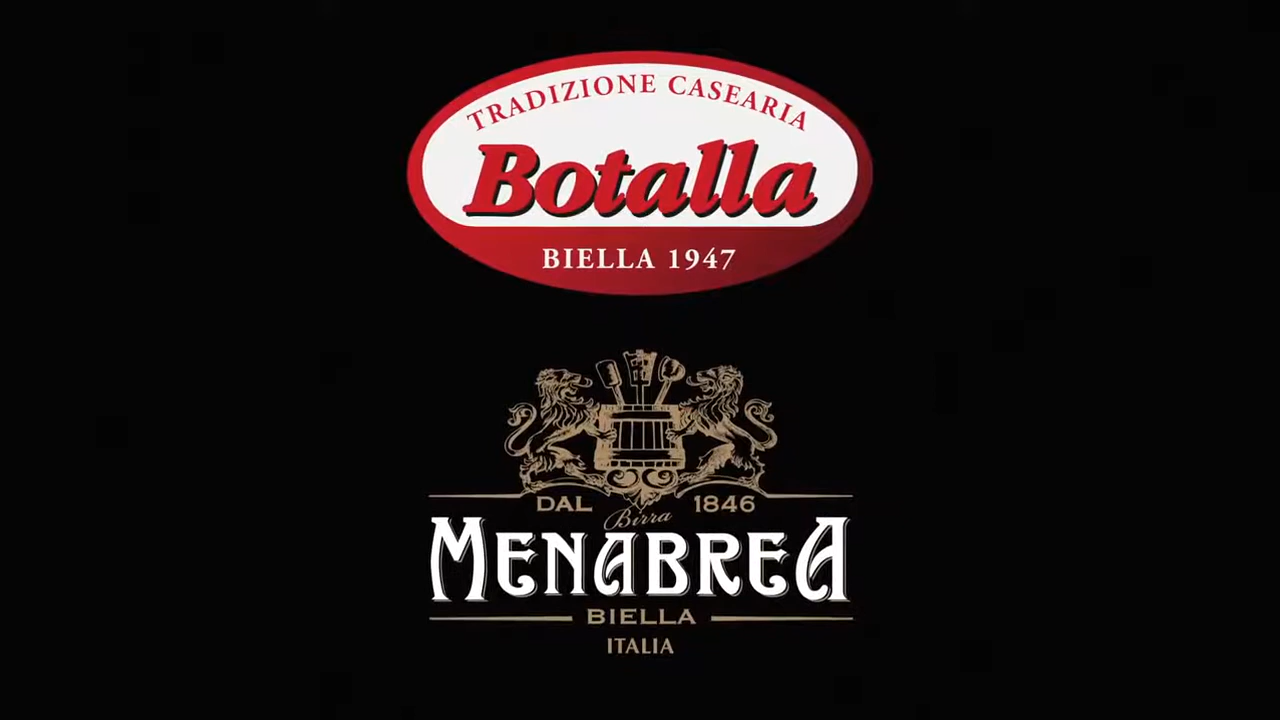 TRADIZIONE CASEARIA
Botalla
BIELLA 1947
DAL 1846
Birra
MENABREA
BIELLA
ITALIA